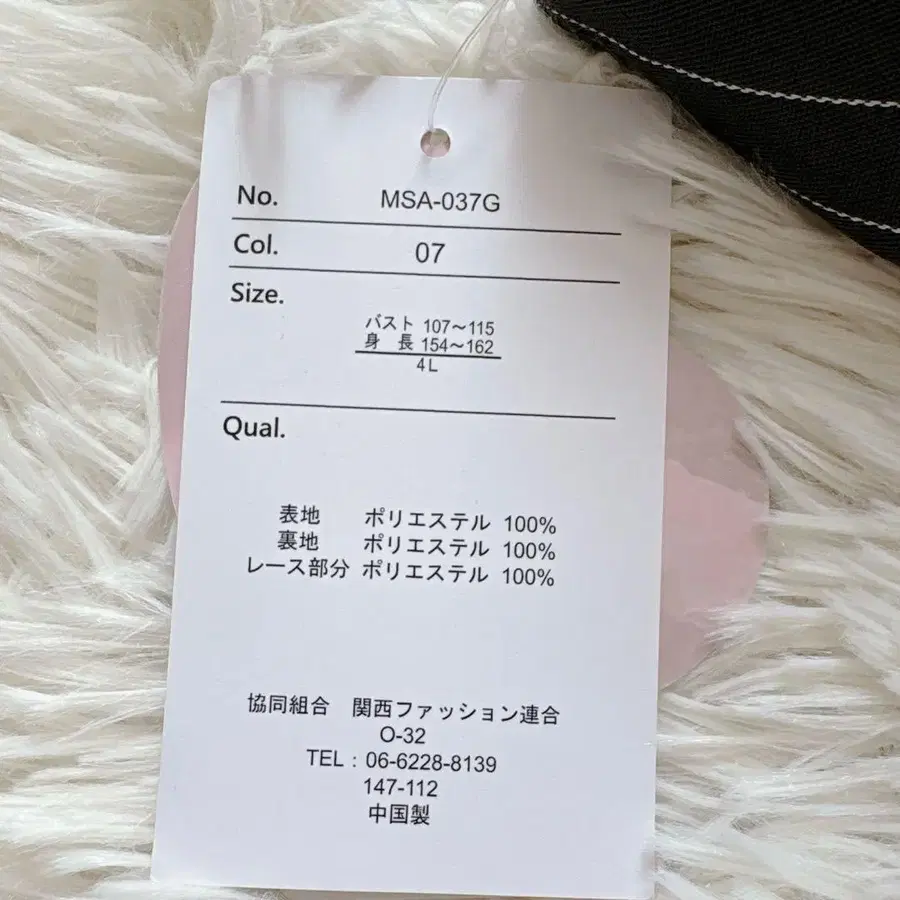 No. MSA-037G
Col. 07
Size.
バスト 107～115
身 長 154～162
4L
Qual.
表地 ポリエステル 100%
裏地 ポリエステル 100%
レース部分 ポリエステル 100%
協同組合 関西ファッション連合
O-32
TEL：06-6228-8139
147-112
中国製